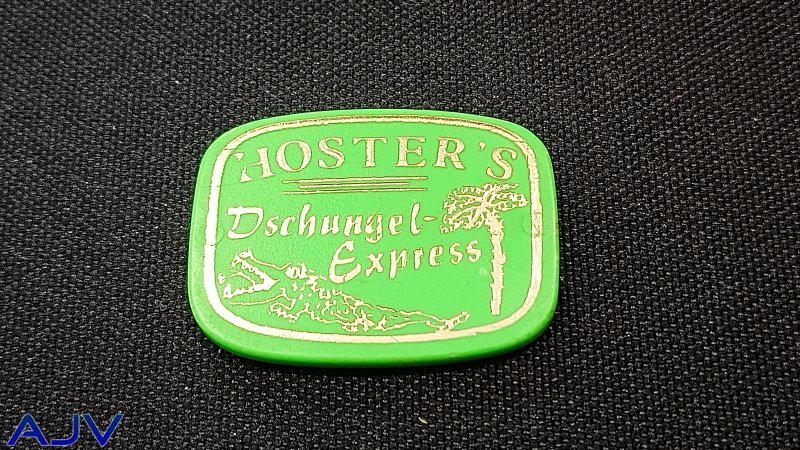 HOSTER'S
Dschungel-
Express
AJV